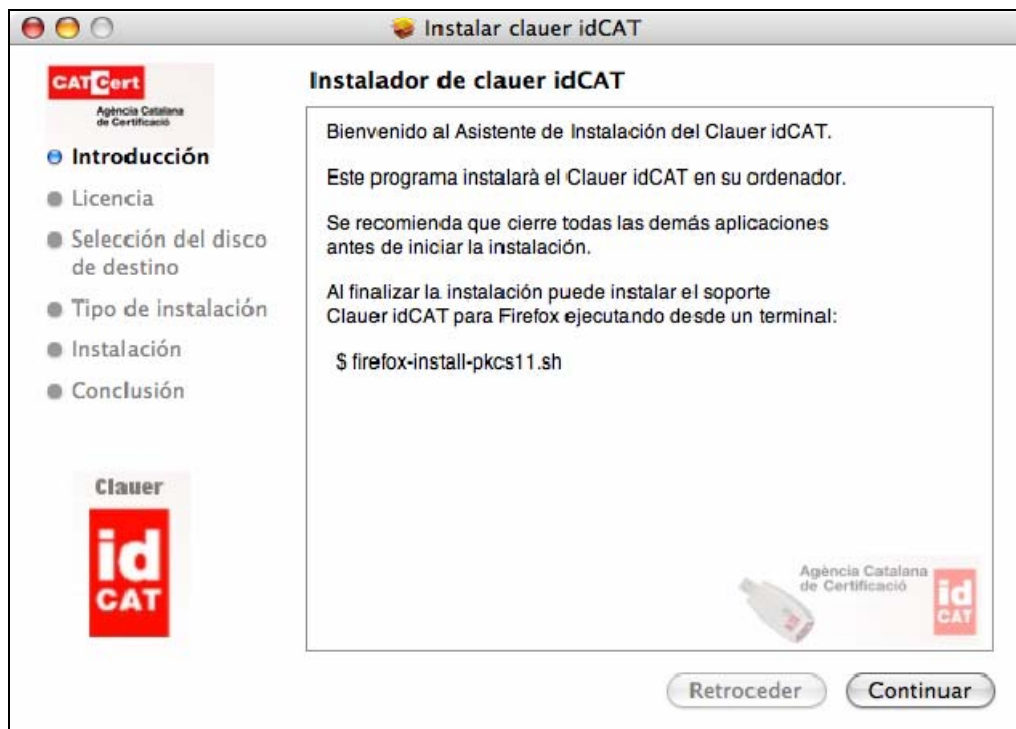 Instalar clauer idCAT
CATCert
Agència Catalana
de Certificació
Introducción
Licencia
Selección del disco
de destino
Tipo de instalación
Instalación
Conclusión
Clauer
id
CAT
Instalador de clauer idCAT
Bienvenido al Asistente de Instalación del Clauer idCAT.
Este programa instalarà el Clauer idCAT en su ordenador.
Se recomienda que cierre todas las demás aplicaciones
antes de iniciar la instalación.
Al finalizar la instalación puede instalar el soporte
Clauer idCAT para Firefox ejecutando desde un terminal:
$ firefox-install-pkcs11.sh
Agència Catalana
de Certificació
id
CAT
Retroceder
Continuar